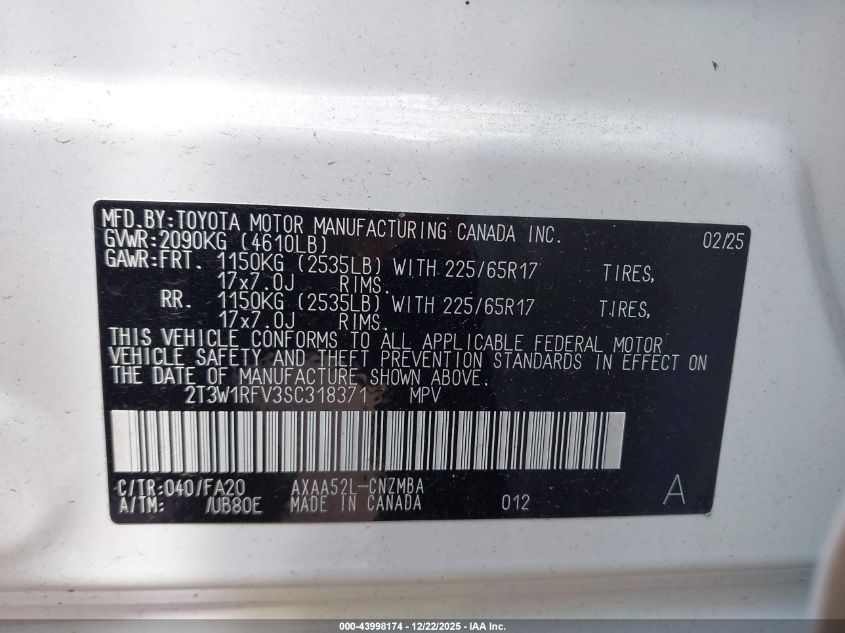 MFD.BY:TOYOTA MOTOR MANUFACTURING CANADA INC. 02/25
GVWR:2090KG (4610LB)
GAWR:FRT. 1150KG (2535LB) WITH 225/65R17 TIRES,
17x7.0J RIMS.
RR. 1150KG (2535LB) WITH 225/65R17 TIRES,
17x7.0J RIMS.
THIS VEHICLE CONFORMS TO ALL APPLICABLE FEDERAL MOTOR
VEHICLE SAFETY AND THEFT PREVENTION STANDARDS IN EFFECT ON
THE DATE OF MANUFACTURE SHOWN ABOVE.
2T3W1RFV3SC318371 MPV
C/TR:040/FA20 AXAA52L-CNZMBA
A/TM: /UB80E MADE IN CANADA 012 A
000-43998174 - 12/22/2025 - IAA Inc.